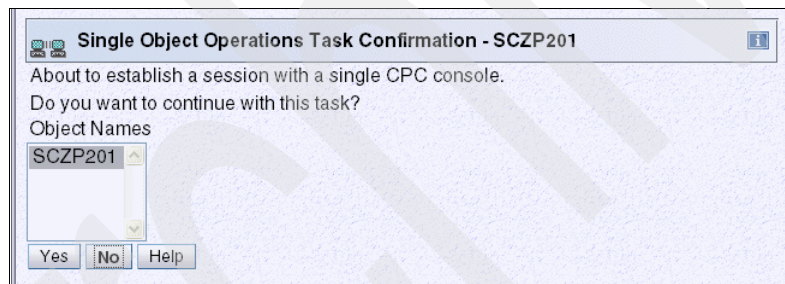 Single Object Operations Task Confirmation - SCZP201
i
About to establish a session with a single CPC console.
Do you want to continue with this task?
Object Names
SCZP201
Yes No Help